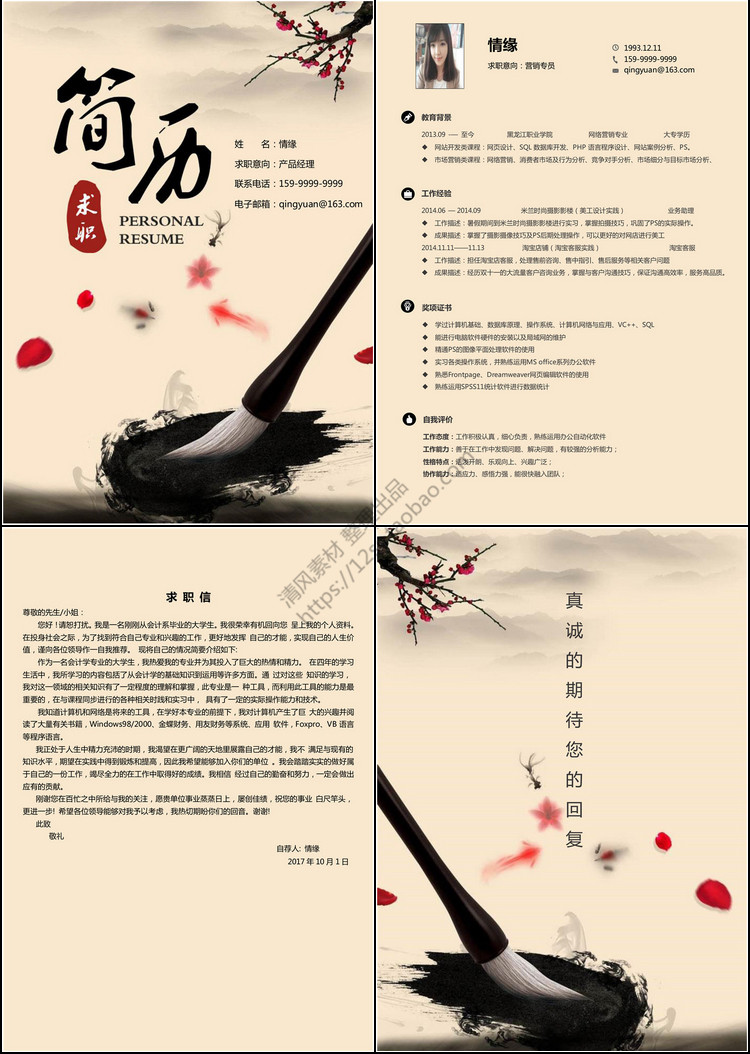 简历
求职
PERSONAL
RESUME
姓　　名：情缘
求职意向：产品经理
联系电话：159-9999-9999
电子邮箱：qingyuan@163.com
情缘
求职意向：营销专员
1993.12.11
159-9999-9999
qingyuan@163.com
教育背景
2013.09 — 至今 黑龙江职业学院 网络营销专业 大专学历
◆ 网站开发类课程：网页设计、SQL 数据库开发、PHP 语言程序设计、网站案例分析、PS。
◆ 市场营销类课程：网络营销、消费者市场及行为分析、竞争对手分析、市场细分与目标市场分析、
工作经验
2014.06 — 2014.09 米兰时尚摄影影楼（美工设计实践） 业务助理
◆ 工作描述：暑假期间到米兰时尚摄影影楼进行实习，掌握拍摄技巧，巩固了PS的实际操作。
◆ 成果描述：掌握了摄影摄像技巧及PS后期处理操作，可以更好的对网店进行美工
2014.11.11——11.13 淘宝店铺（淘宝客服实践） 淘宝客服
◆ 工作描述：担任淘宝店客服，处理售前咨询、售中指引、售后服务等相关客户问题
◆ 成果描述：经历双十一的大流量客户咨询业务，掌握与客户沟通技巧，保证沟通高效率，服务高品质。
奖项证书
◆ 学过计算机基础、数据库原理、操作系统、计算机网络与应用、VC++、SQL
◆ 能进行电脑软件硬件的安装以及局域网的维护
◆ 精通PS的图像平面处理软件的使用
◆ 实习各类操作系统，并熟练运用MS office系列办公软件
◆ 熟悉Frontpage、Dreamweaver网页编辑软件的使用
◆ 熟练运用SPSS11统计软件进行数据统计
自我评价
工作态度：工作积极认真，细心负责，熟练运用办公自动化软件
工作能力：善于在工作中发现问题、解决问题，有较强的分析能力；
性格特点：活泼开朗、乐观向上、兴趣广泛；
协作能力：适应力、感悟力强，能很快融入团队；
清风素材 整理出品
求 职 信
尊敬的先生/小姐：
您好！请恕打扰。我是一名刚刚从会计系毕业的大学生。我很荣幸有机回向您 呈上我的个人资料。
在投身社会之际，为了找到符合自己专业和兴趣的工作，更好地发挥 自己的才能，实现自己的人生价
值，谨向各位领导作一自我推荐。 现将自己的情况简要介绍如下:
作为一名会计学专业的大学生，我热爱我的专业并为其投入了巨大的热情和精力。 在四年的学习
生活中，我所学习的内容包括了从会计学的基础知识到运用等许多方面。通 过对这些 知识的学习，
我对这一领域的相关知识有了一定程度的理解和掌握，此专业是一 种工具，而利用此工具的能力是最
重要的，在与课程同步进行的各种相关时践和实习中， 具有了一定的实际操作能力和技术。
我知道计算机和网络是将来的工具，在学好本专业的前提下，我对计算机产生了巨 大的兴趣并阅
读了大量有关书籍，Windows98/2000、金蝶财务、用友财务等系统、应用 软件，Foxpro、VB 语言
等程序语言。
我正处于人生中精力充沛的时期，我渴望在更广阔的天地里展露自己的才能，我不 满足与现有的
知识水平，期望在实践中得到锻炼和提高，因此我希望能够加入你们的单位 。我会踏踏实实的做好属
于自己的一份工作，竭尽全力的在工作中取得好的成绩。我相信 经过自己的勤奋和努力，一定会做出
应有的贡献。
刚谢您在百忙之中所给与我的关注，愿贵单位事业蒸蒸日上，屡创佳绩，祝您的事业 白尺竿头，
更进一步! 希望各位领导能够对我予以考虑，我热切期盼你们的回音。谢谢!
此致
敬礼
自荐人: 情缘
2017 年 10 月 1 日
真诚的期待您的回复